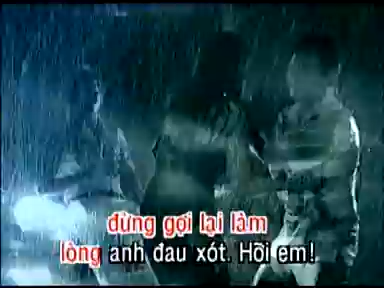 đừng gợi lại làm
lòng anh đau xót. Hỡi em!